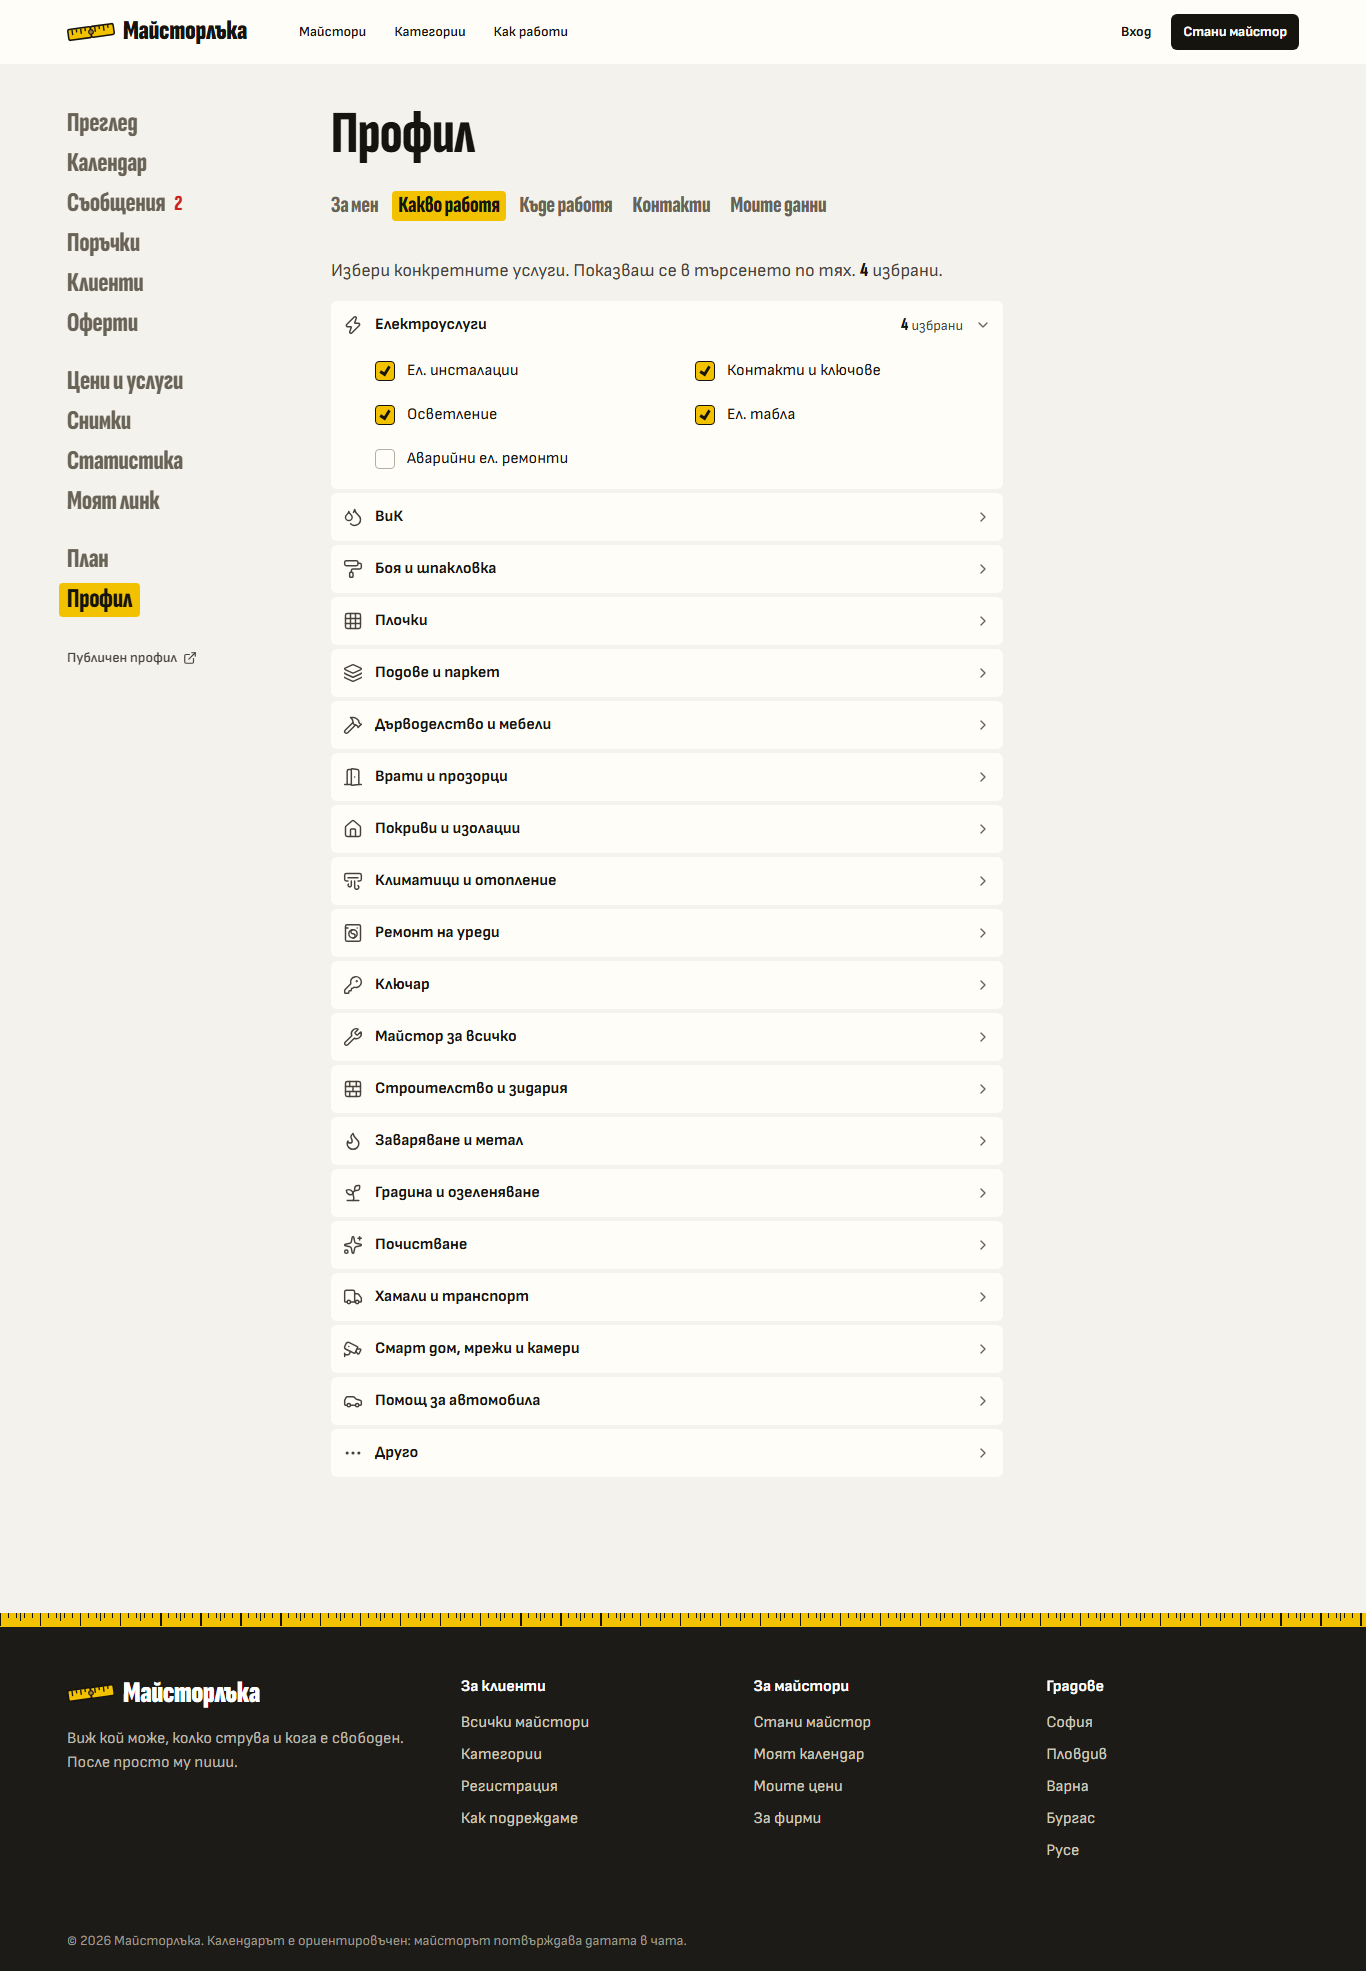 Майсторлъка
Майстори
Категории
Как работи
Вход
Стани майстор
Преглед
Календар
Съобщения 2
Поръчки
Клиенти
Оферти
Цени и услуги
Снимки
Статистика
Моят линк
План
Профил
Публичен профил
Профил
За мен
Какво работя
Къде работя
Контакти
Моите данни
Избери конкретните услуги. Показваш се в търсенето по тях. 4 избрани.
Електроуслуги
4 избрани
Ел. инсталации
Контакти и ключове
Осветление
Ел. табла
Аварийни ел. ремонти
ВиК
Боя и шпакловка
Плочки
Подове и паркет
Дърводелство и мебели
Врати и прозорци
Покриви и изолации
Климатици и отопление
Ремонт на уреди
Ключар
Майстор за всичко
Строителство и зидария
Заваряване и метал
Градина и озеленяване
Почистване
Хамали и транспорт
Смарт дом, мрежи и камери
Помощ за автомобила
Друго
Майсторлъка
Виж кой може, колко струва и кога е свободен.
После просто му пиши.
За клиенти
Всички майстори
Категории
Регистрация
Как подреждаме
За майстори
Стани майстор
Моят календар
Моите цени
За фирми
Градове
София
Пловдив
Варна
Бургас
Русе
© 2026 Майсторлъка. Календарът е ориентировъчен: майсторът потвърждава датата в чата.